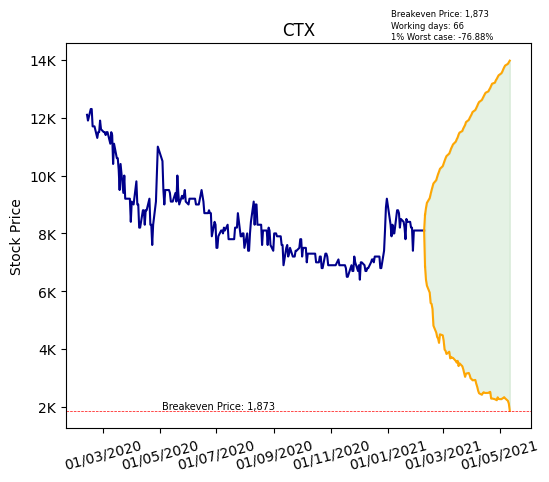 Breakeven Price: 1,873
Working days: 66
1% Worst case: -76.88%
CTX
Stock Price
14K
12K
10K
8K
6K
4K
2K
Breakeven Price: 1,873
01/03/2020 01/05/2020 01/07/2020 01/09/2020 01/11/2020 01/01/2021 01/03/2021 01/05/2021